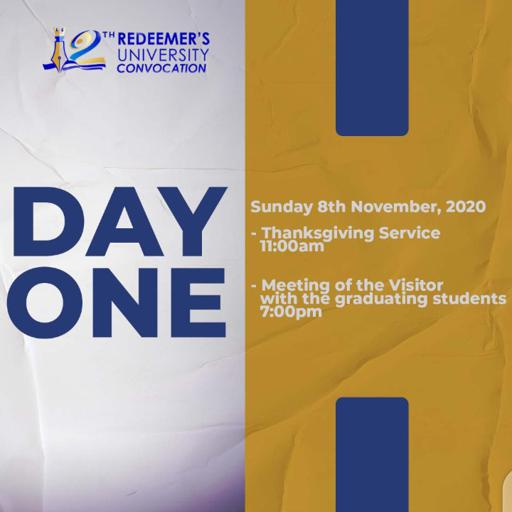 12TH REDEEMER'S
UNIVERSITY
CONVOCATION
DAY
ONE
Sunday 8th November, 2020
- Thanksgiving Service
11:00am
- Meeting of the Visitor
with the graduating students
7:00pm